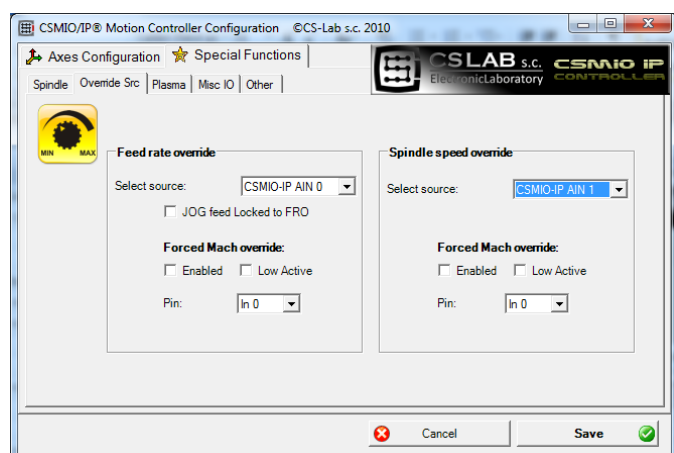 CSMIO/IP® Motion Controller Configuration ©CS-Lab s.c. 2010
Axes Configuration Special Functions
CSLAB s.c. CSMIO IP
ElectronicLaboratory CONTROLLER
Spindle Override Src Plasma Misc IO Other
MIN MAX
Feed rate override
Select source: CSMIO-IP AIN 0
JOG feed Locked to FRO
Forced Mach override:
Enabled Low Active
Pin: In 0
Spindle speed override
Select source: CSMIO-IP AIN 1
Forced Mach override:
Enabled Low Active
Pin: In 0
Cancel Save